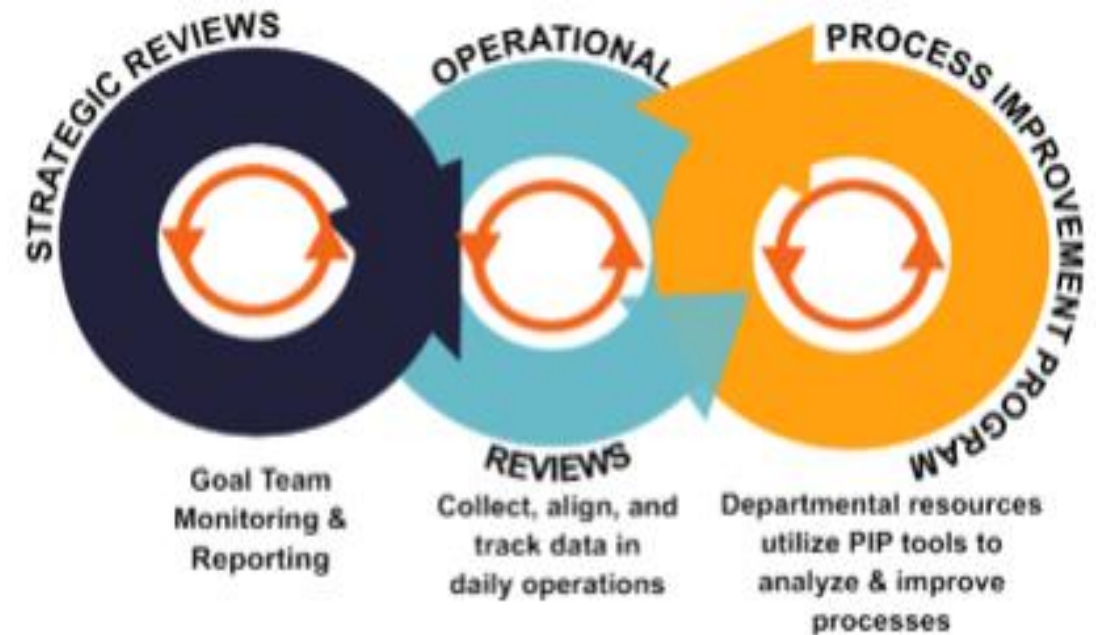 STRATEGIC REVIEWS
Goal Team
Monitoring &
Reporting
OPERATIONAL
REVIEWS
Collect, align, and
track data in
daily operations
PROCESS IMPROVEMENT PROGRAM
Departmental resources
utilize PIP tools to
analyze & improve
processes